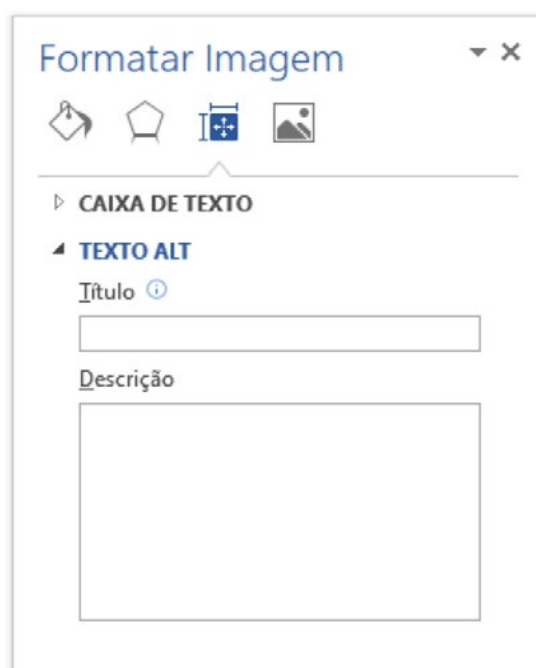 Formatar Imagem
CAIXA DE TEXTO
TEXTO ALT
Título
Descrição